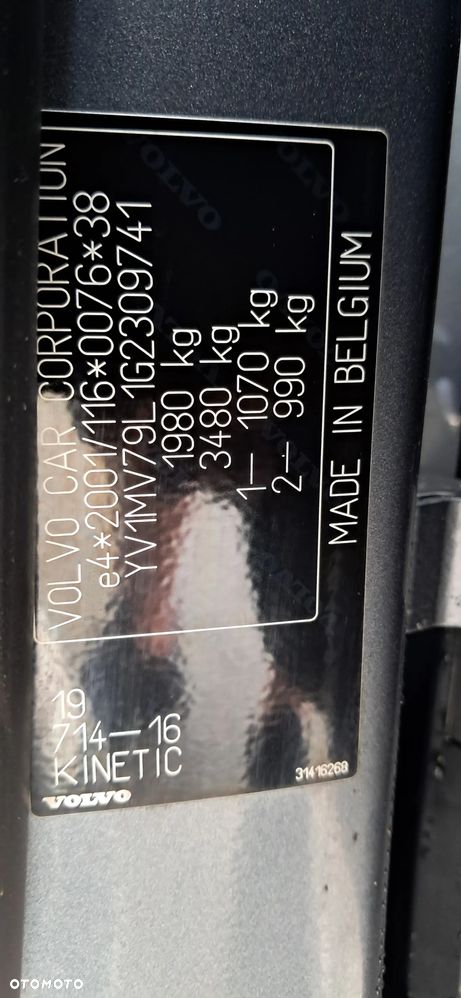 VOLVO CAR CORPORATION
e4*2001/116*0076*38
YV1MV79L1G2309741
1980 kg
3480 kg
1– 1070 kg
2– 990 kg
MADE IN BELGIUM
19
714–16
KINETIC
VOLVO
31416268
OTOMOTO